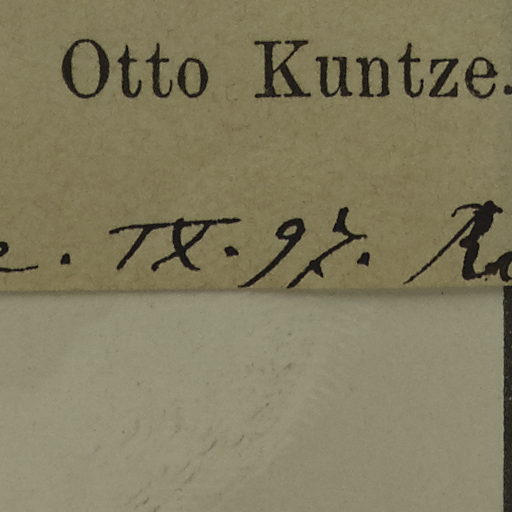 Otto Kuntze.
. IX. 97.